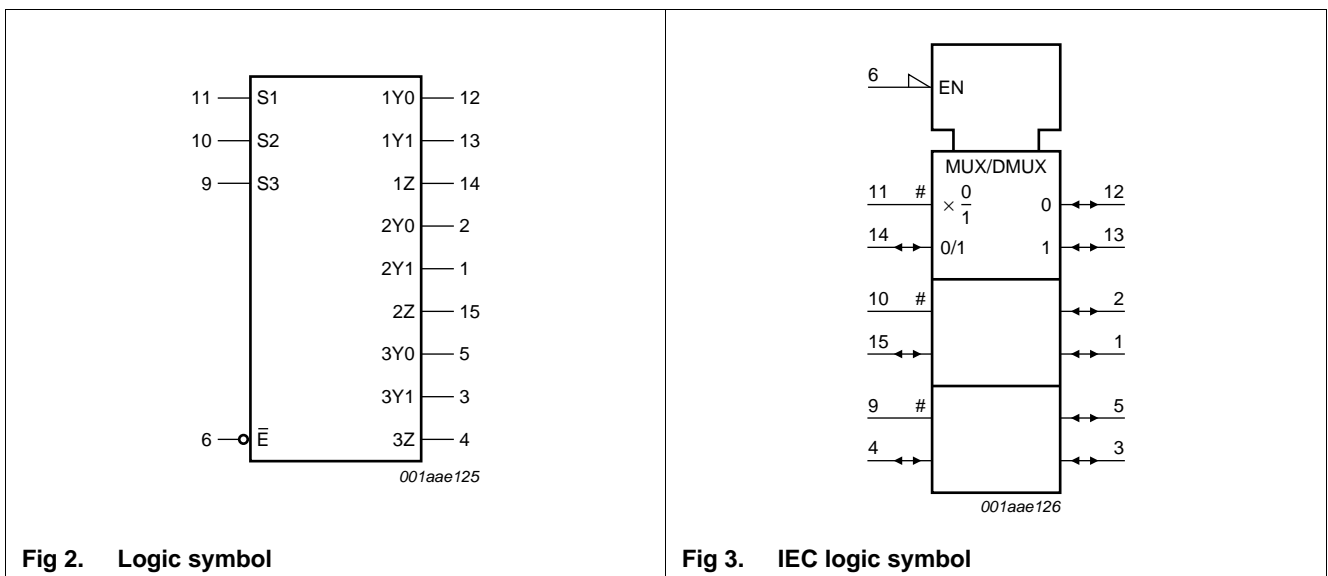 11 S1 1Y0 12
10 S2 1Y1 13
9 S3 1Z 14
2Y0 2
2Y1 1
2Z 15
3Y0 5
3Y1 3
6 E̅ 3Z 4
001aae125
Fig 2. Logic symbol
6 EN
MUX/DMUX
11 # × 0/1 0 12
14 0/1 1 13
10 # 2
15 1
9 # 5
4 3
001aae126
Fig 3. IEC logic symbol